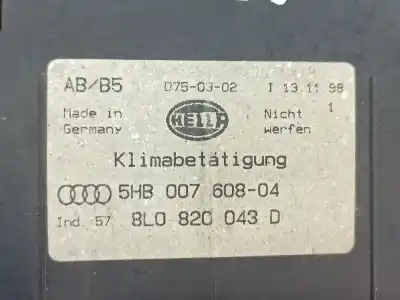 AB/B5 D75-03-02 I 13.11 99
Made in Germany HELLA Nicht werfen 1
Klimabetätigung
5HB 007 608-04
Ind 57 8L0 820 043 D